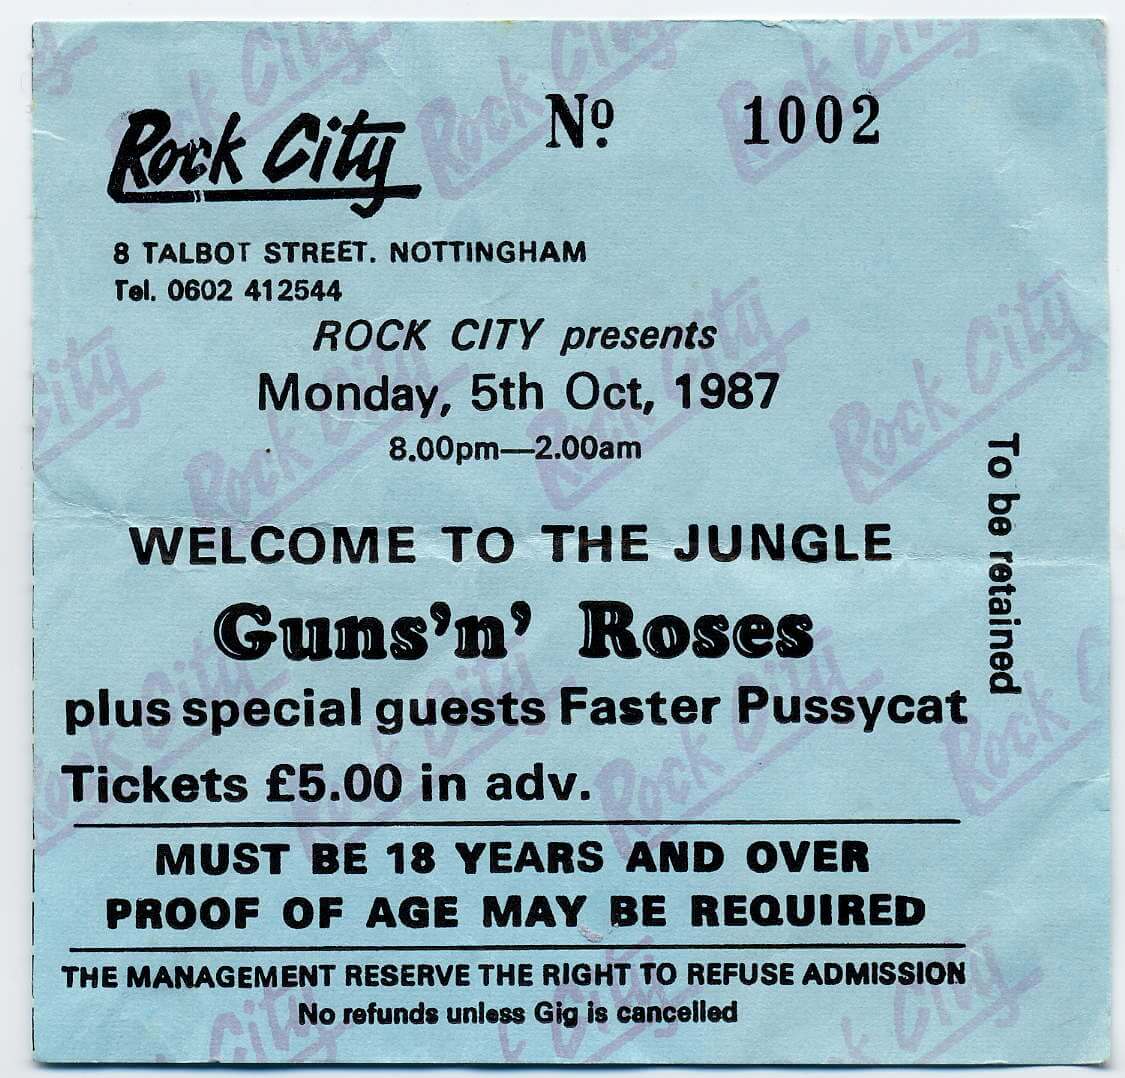 Rock City
Nº 1002
8 TALBOT STREET. NOTTINGHAM
Tel. 0602 412544
ROCK CITY presents
Monday, 5th Oct, 1987
8.00pm—2.00am
WELCOME TO THE JUNGLE
Guns'n' Roses
plus special guests Faster Pussycat
Tickets £5.00 in adv.
MUST BE 18 YEARS AND OVER
PROOF OF AGE MAY BE REQUIRED
THE MANAGEMENT RESERVE THE RIGHT TO REFUSE ADMISSION
No refunds unless Gig is cancelled
To be retained